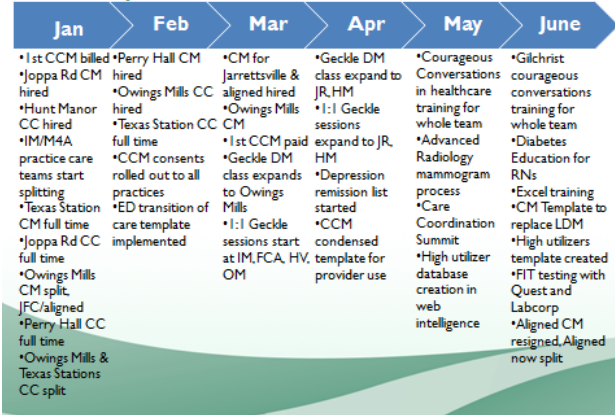 Jan
Feb
Mar
Apr
May
June
•1st CCM billed
•Joppa Rd CM
hired
•Hunt Manor
CC hired
•IM/M4A
practice care
teams start
splitting
•Texas Station
CM full time
•Joppa Rd CC
full time
•Owings Mills
CM split,
JFC/aligned
•Perry Hall CC
full time
•Owings Mills &
Texas Stations
CC split
•Perry Hall CM
hired
•Owings Mills CC
hired
•Texas Station CC
full time
•CCM consents
rolled out to all
practices
•ED transition of
care template
implemented
•CM for
Jarrettsville &
aligned hired
•Owings Mills
CM
•1st CCM paid
•Geckle DM
class expands
to Owings
Mills
•1:1 Geckle
sessions start
at IM, FCA, HV,
OM
•Geckle DM
class expand to
JR, HM
•1:1 Geckle
sessions
expand to JR,
HM
•Depression
remission list
started
•CCM
condensed
template for
provider use
•Courageous
Conversations
in healthcare
training for
whole team
•Advanced
Radiology
mammogram
process
•Care
Coordination
Summit
•High utilizer
database
creation in
web
intelligence
•Gilchrist
courageous
conversations
training for
whole team
•Diabetes
Education for
RNs
•Excel training
•CM Template to
replace LDM
•High utilizers
template created
•FIT testing with
Quest and
Labcorp
•Aligned CM
resigned, Aligned
now split